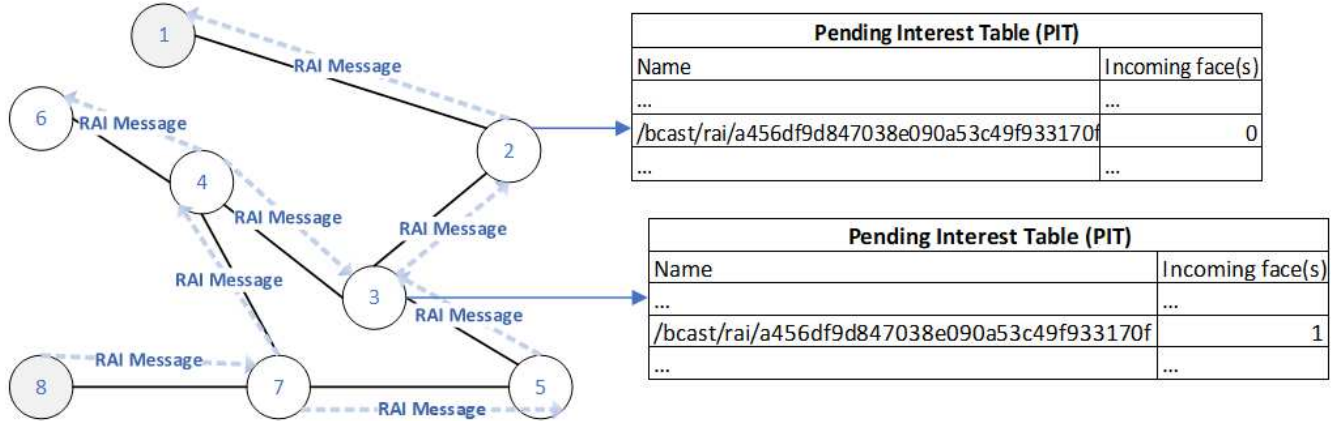 1
RAI Message
6
RAI Message
2
4
RAI Message
RAI Message
RAI Message
3
RAI Message
RAI Message
8
7
5
RAI Message
Pending Interest Table (PIT)
Name Incoming face(s)
... ...
/bcast/rai/a456df9d847038e090a53c49f933170f 0
... ...
Pending Interest Table (PIT)
Name Incoming face(s)
... ...
/bcast/rai/a456df9d847038e090a53c49f933170f 1
... ...